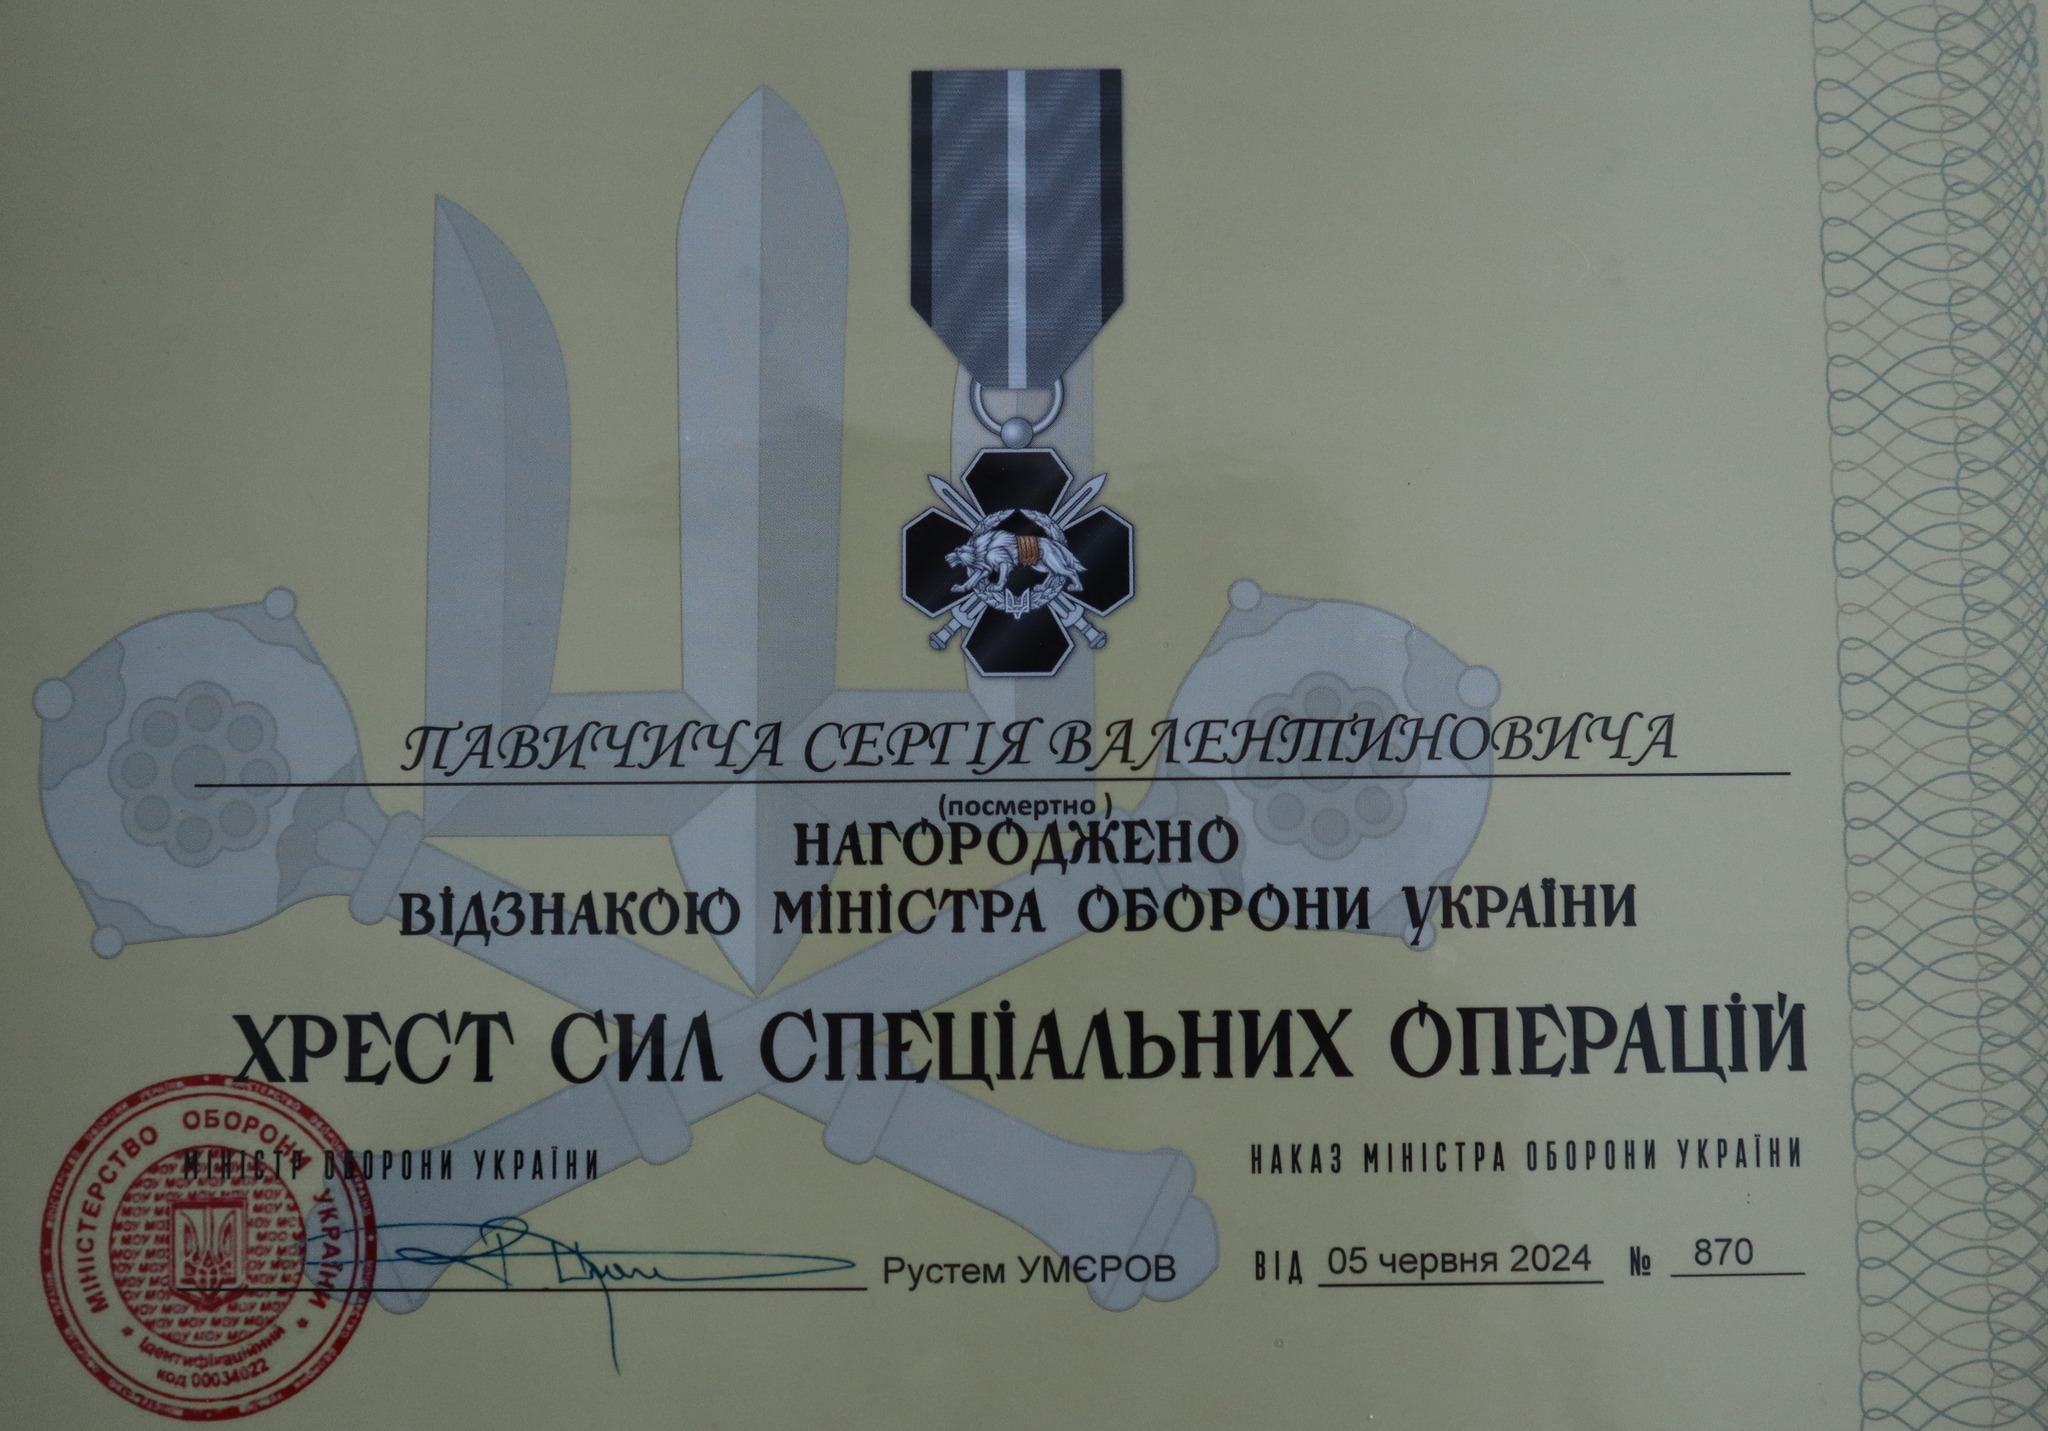 ПАВИЧИЧА СЕРГІЯ ВАЛЕНТИНОВИЧА
(посмертно)
НАГОРОДЖЕНО
ВІДЗНАКОЮ МІНІСТРА ОБОРОНИ УКРАЇНИ
ХРЕСТ СИЛ СПЕЦІАЛЬНИХ ОПЕРАЦІЙ
МІНІСТР ОБОРОНИ УКРАЇНИ
Рустем УМЄРОВ
НАКАЗ МІНІСТРА ОБОРОНИ УКРАЇНИ
ВІД 05 червня 2024 № 870
МІНІСТЕРСТВО ОБОРОНИ УКРАЇНИ
Ідентифікаційний
код 00034022